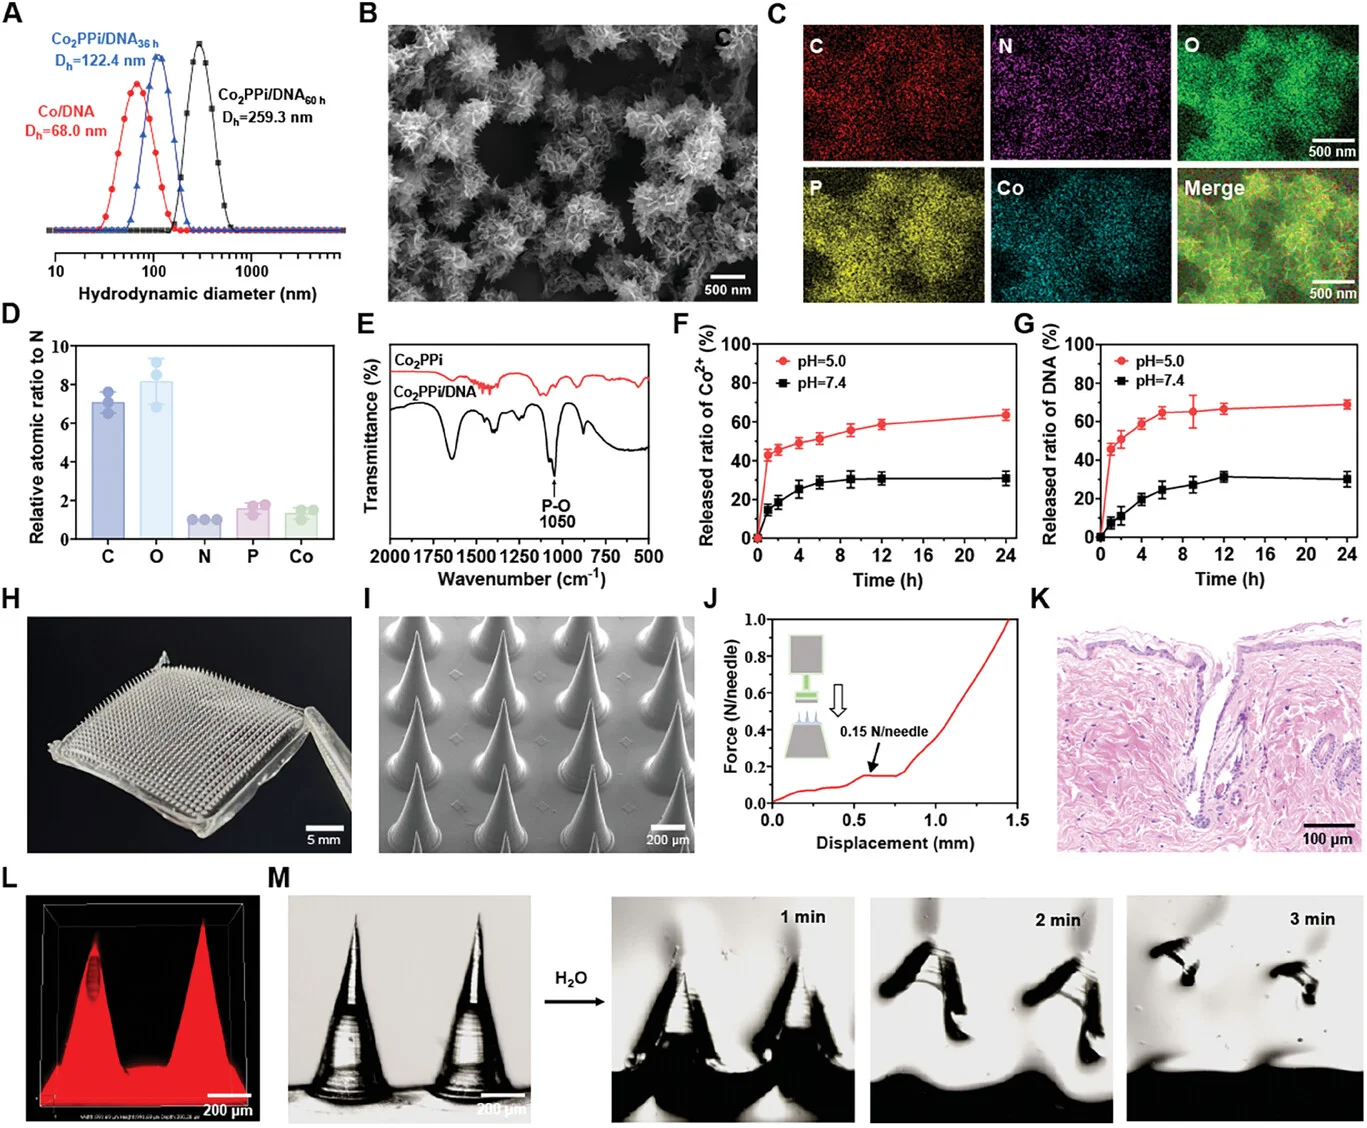 A
Co₂PPi/DNA₃₆ ₕ
Dₕ=122.4 nm
Co/DNA
Dₕ=68.0 nm
Co₂PPi/DNA₆₀ ₕ
Dₕ=259.3 nm
10 100 1000
Hydrodynamic diameter (nm)
B
C
500 nm
C
C
N
O
500 nm
P
Co
Merge
500 nm
D
Relative atomic ratio to N
10
8
6
4
2
0
C O N P Co
E
Transmittance (%)
Co₂PPi
Co₂PPi/DNA
P-O
1050
2000 1750 1500 1250 1000 750 500
Wavenumber (cm⁻¹)
F
Released ratio of Co²⁺ (%)
100
80
60
40
20
0
pH=5.0
pH=7.4
0 4 8 12 16 20 24
Time (h)
G
Released ratio of DNA (%)
100
80
60
40
20
0
pH=5.0
pH=7.4
0 4 8 12 16 20 24
Time (h)
H
5 mm
I
200 µm
J
Force (N/needle)
1.0
0.8
0.6
0.4
0.2
0.0
0.15 N/needle
0.0 0.5 1.0 1.5
Displacement (mm)
K
100 µm
L
200 µm
M
200 µm
H₂O
1 min
2 min
3 min